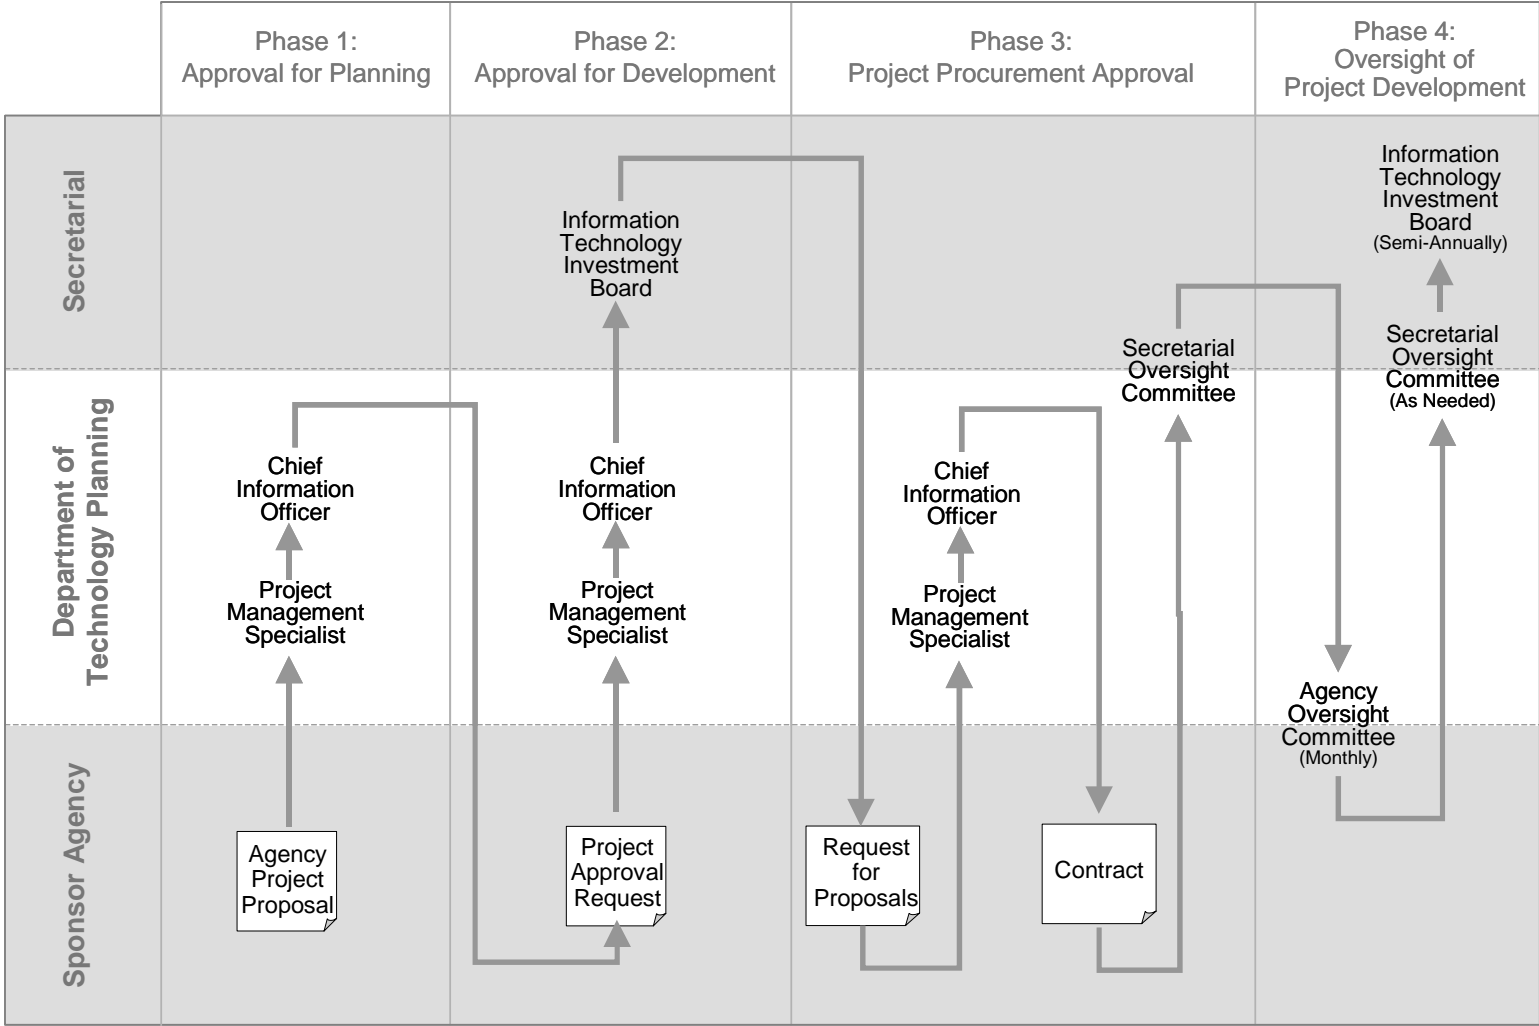 Phase 1:
Approval for Planning
Phase 2:
Approval for Development
Phase 3:
Project Procurement Approval
Phase 4:
Oversight of
Project Development
Secretarial
Information
Technology
Investment
Board
Secretarial
Oversight
Committee
Information
Technology
Investment
Board
(Semi-Annually)
Secretarial
Oversight
Committee
(As Needed)
Department of
Technology Planning
Chief
Information
Officer
Project
Management
Specialist
Chief
Information
Officer
Project
Management
Specialist
Chief
Information
Officer
Project
Management
Specialist
Agency
Oversight
Committee
(Monthly)
Sponsor Agency
Agency
Project
Proposal
Project
Approval
Request
Request
for
Proposals
Contract